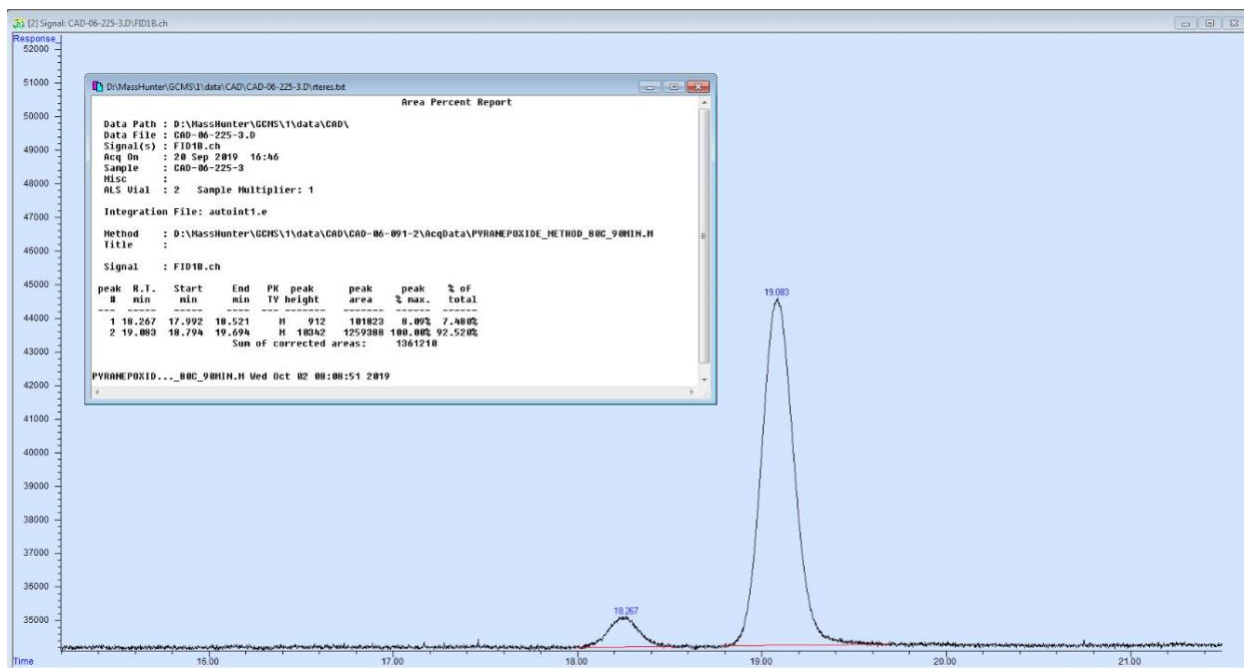 [2] Signal: CAD-06-225-3.D\FID1B.ch
Response_
52000
51000
50000
49000
48000
47000
46000
45000
44000
43000
42000
41000
40000
39000
38000
37000
36000
35000
D:\MassHunter\GCMS\1\data\CAD\CAD-06-225-3.D\rteres.txt
Area Percent Report
Data Path : D:\MassHunter\GCMS\1\data\CAD\
Data File : CAD-06-225-3.D
Signal(s) : FID1B.ch
Acq On : 20 Sep 2019 16:46
Sample : CAD-06-225-3
Misc :
ALS Vial : 2 Sample Multiplier: 1
Integration File: autoint1.e
Method : D:\MassHunter\GCMS\1\data\CAD\CAD-06-091-2\AcqData\PYRANEPOXIDE_METHOD_80C_90MIN.M
Title :
Signal : FID1B.ch
peak R.T. Start End PK peak peak peak % of
# min min min TY height area % max. total
--- ----- ----- ----- --- ------ ------ ------ ------
1 18.267 17.992 18.521 M 912 101823 8.09% 7.480%
2 19.083 18.794 19.694 M 10342 1259388 100.00% 92.520%
Sum of corrected areas: 1361210
PYRANEPOXID..._80C_90MIN.M Wed Oct 02 08:08:51 2019
19.083
18.267
Time
16.00
17.00
18.00
19.00
20.00
21.00